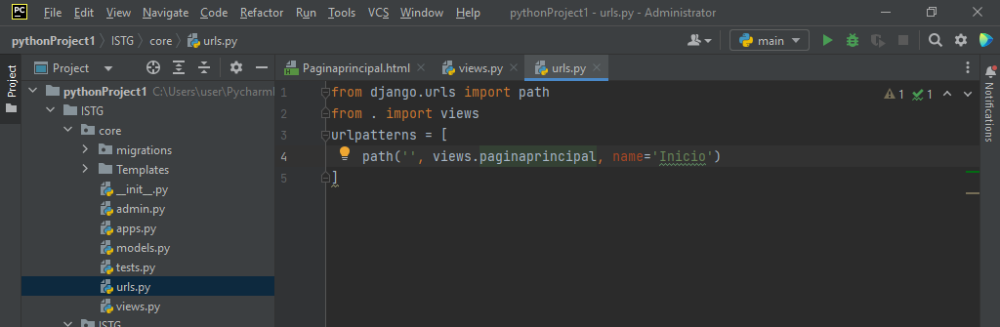 PC File Edit View Navigate Code Refactor Run Tools VCS Window Help pythonProject1 - urls.py - Administrator
pythonProject1 ISTG core urls.py main
Project Paginaprincipal.html views.py urls.py
Project
Notifications
pythonProject1 C:\Users\user\Pycharml
ISTG
core
migrations
Templates
__init__.py
admin.py
apps.py
models.py
tests.py
urls.py
views.py
ISTG
1 from django.urls import path
2 from . import views
3 urlpatterns = [
4 path('', views.paginaprincipal, name='Inicio')
5 ]
1 1